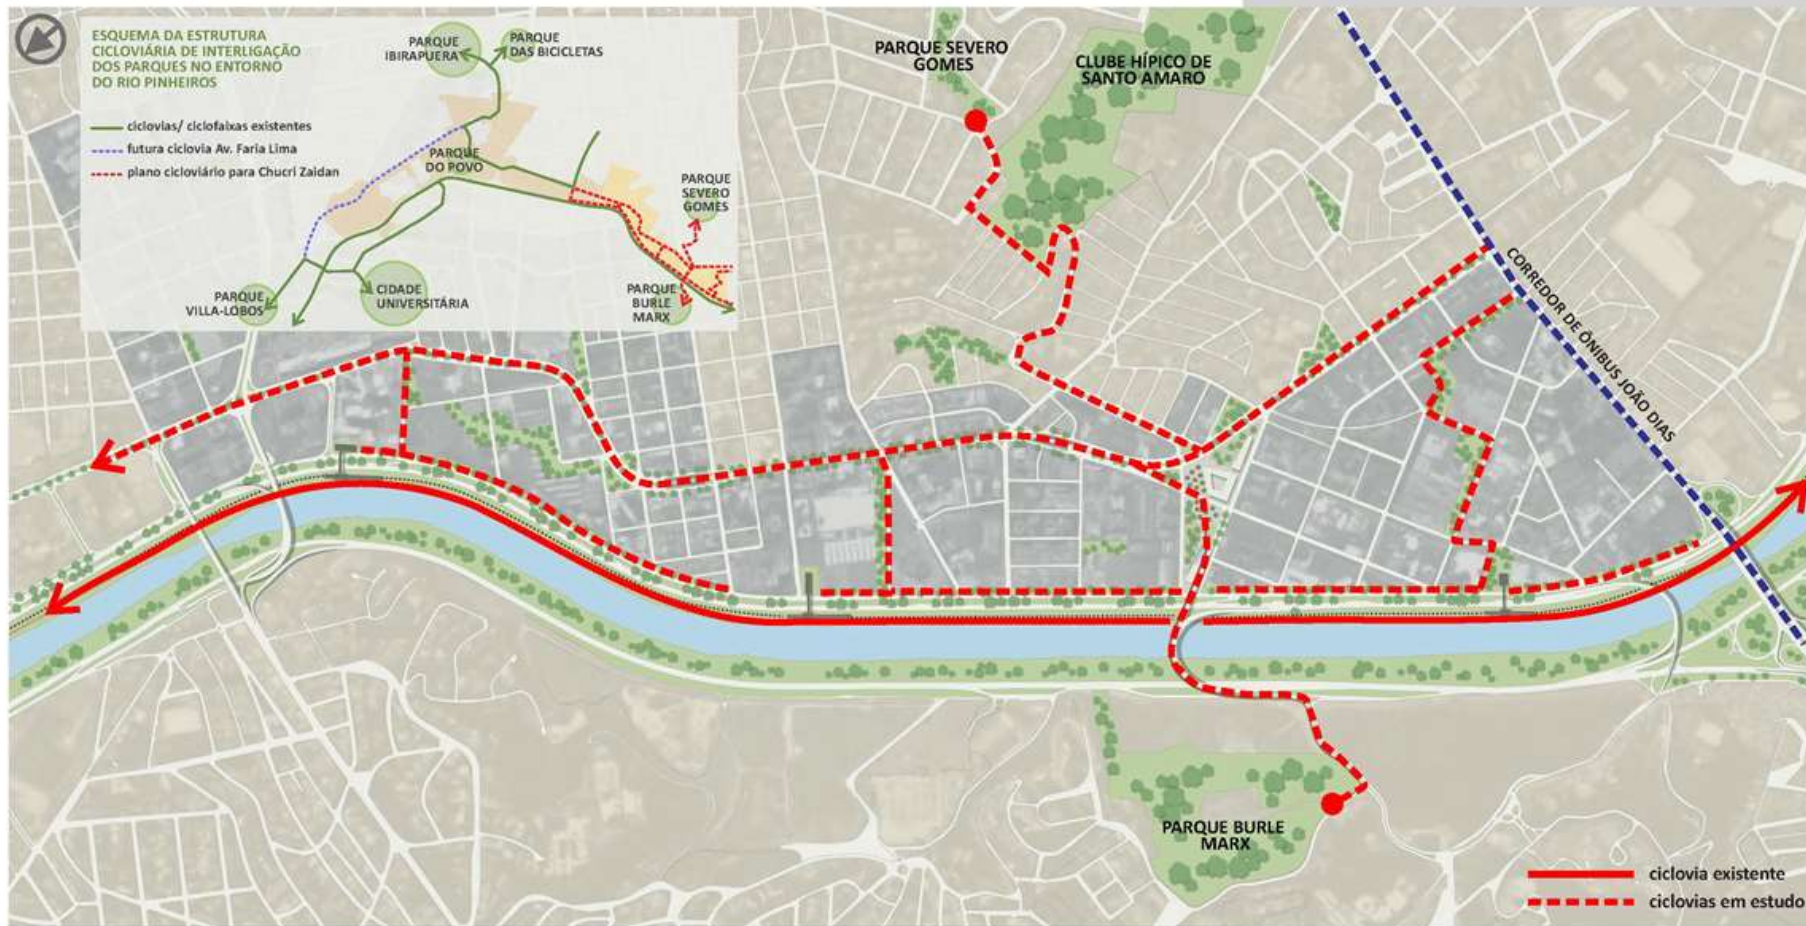 ESQUEMA DA ESTRUTURA
CICLOVIÁRIA DE INTERLIGAÇÃO
DOS PARQUES NO ENTORNO
DO RIO PINHEIROS
ciclovias/ ciclofaixas existentes
futura ciclovia Av. Faria Lima
plano cicloviário para Chucri Zaidan
PARQUE
IBIRAPUERA
PARQUE
DAS BICICLETAS
PARQUE
DO POVO
PARQUE
SEVERO
GOMES
PARQUE
VILLA-LOBOS
CIDADE
UNIVERSITÁRIA
PARQUE
BURLE
MARX
PARQUE SEVERO
GOMES
CLUBE HÍPICO DE
SANTO AMARO
CORREDOR DE ÔNIBUS JOÃO DIAS
PARQUE BURLE
MARX
ciclovia existente
ciclovias em estudo